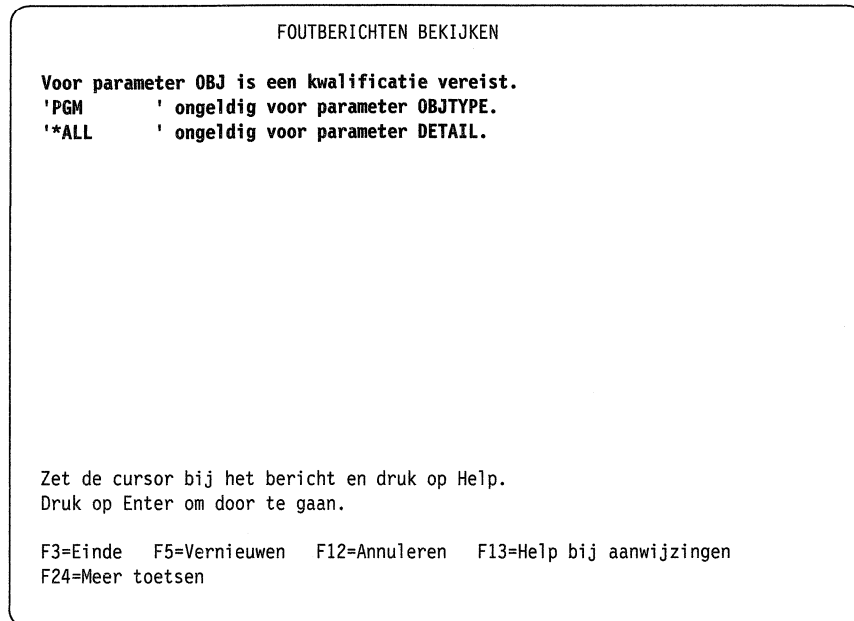 FOUTBERICHTEN BEKIJKEN
Voor parameter OBJ is een kwalificatie vereist.
'PGM       ' ongeldig voor parameter OBJTYPE.
'*ALL      ' ongeldig voor parameter DETAIL.
Zet de cursor bij het bericht en druk op Help.
Druk op Enter om door te gaan.
F3=Einde   F5=Vernieuwen   F12=Annuleren   F13=Help bij aanwijzingen
F24=Meer toetsen